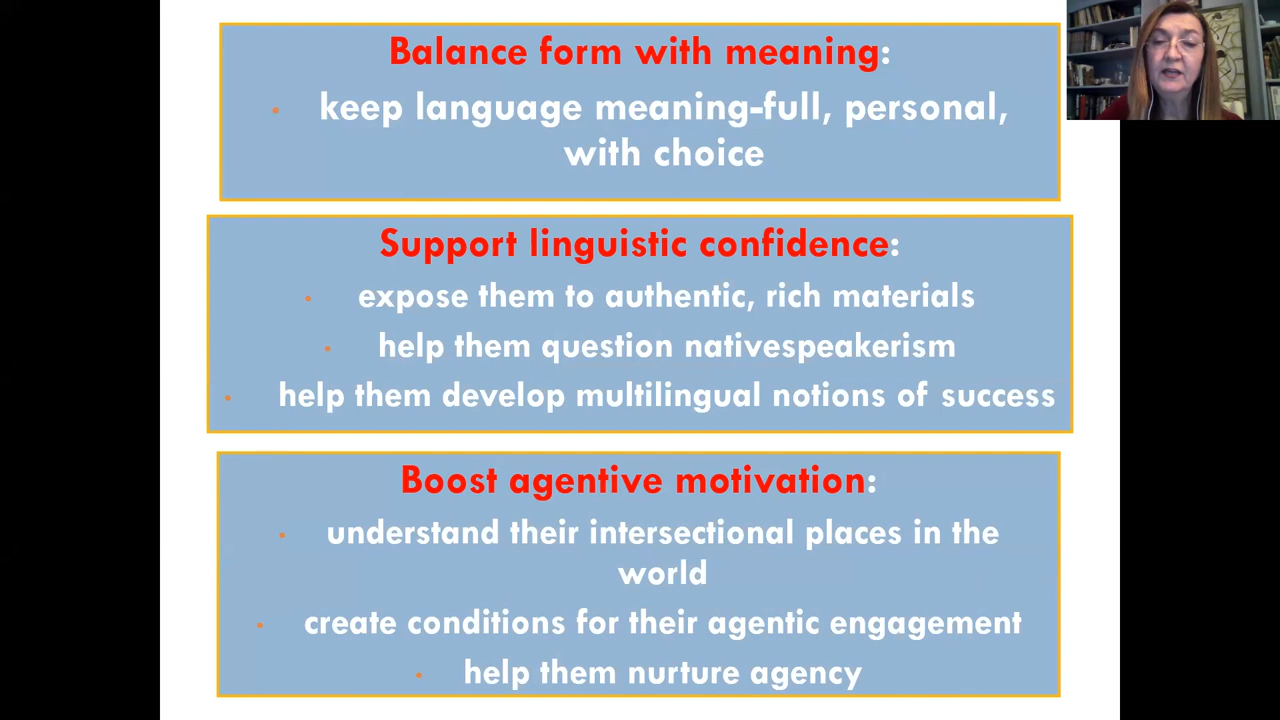 Balance form with meaning:
• keep language meaning-full, personal,
with choice
Support linguistic confidence:
• expose them to authentic, rich materials
• help them question nativespeakerism
• help them develop multilingual notions of success
Boost agentive motivation:
• understand their intersectional places in the
world
• create conditions for their agentic engagement
• help them nurture agency